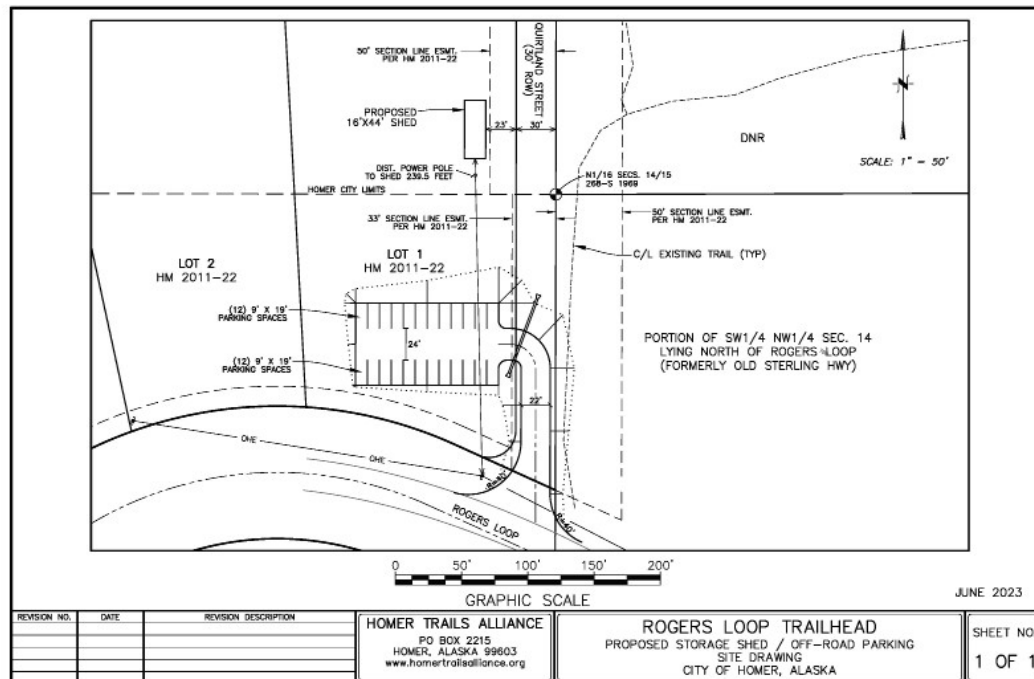 50' SECTION LINE ESMT.
PER HM 2011-22
QUIRTLAND STREET
(30' ROW)
PROPOSED
16'X44' SHED
23'
30'
DNR
N
SCALE: 1" = 50'
DIST. POWER POLE
TO SHED 239.5 FEET
N1/16 SECS. 14/15
268-S 1969
HOMER CITY LIMITS
33' SECTION LINE ESMT.
PER HM 2011-22
50' SECTION LINE ESMT.
PER HM 2011-22
C/L EXISTING TRAIL (TYP)
LOT 1
HM 2011-22
LOT 2
HM 2011-22
(12) 9' X 19'
PARKING SPACES
24'
(12) 9' X 19'
PARKING SPACES
PORTION OF SW1/4 NW1/4 SEC. 14
LYING NORTH OF ROGERS LOOP
(FORMERLY OLD STERLING HWY)
22'
OHE
OHE
R=40'
R=40'
ROGERS LOOP
0 50' 100' 150' 200'
GRAPHIC SCALE
JUNE 2023
REVISION NO. DATE REVISION DESCRIPTION
HOMER TRAILS ALLIANCE
PO BOX 2215
HOMER, ALASKA 99603
www.homertrailsalliance.org
ROGERS LOOP TRAILHEAD
PROPOSED STORAGE SHED / OFF-ROAD PARKING
SITE DRAWING
CITY OF HOMER, ALASKA
SHEET NO
1 OF 1